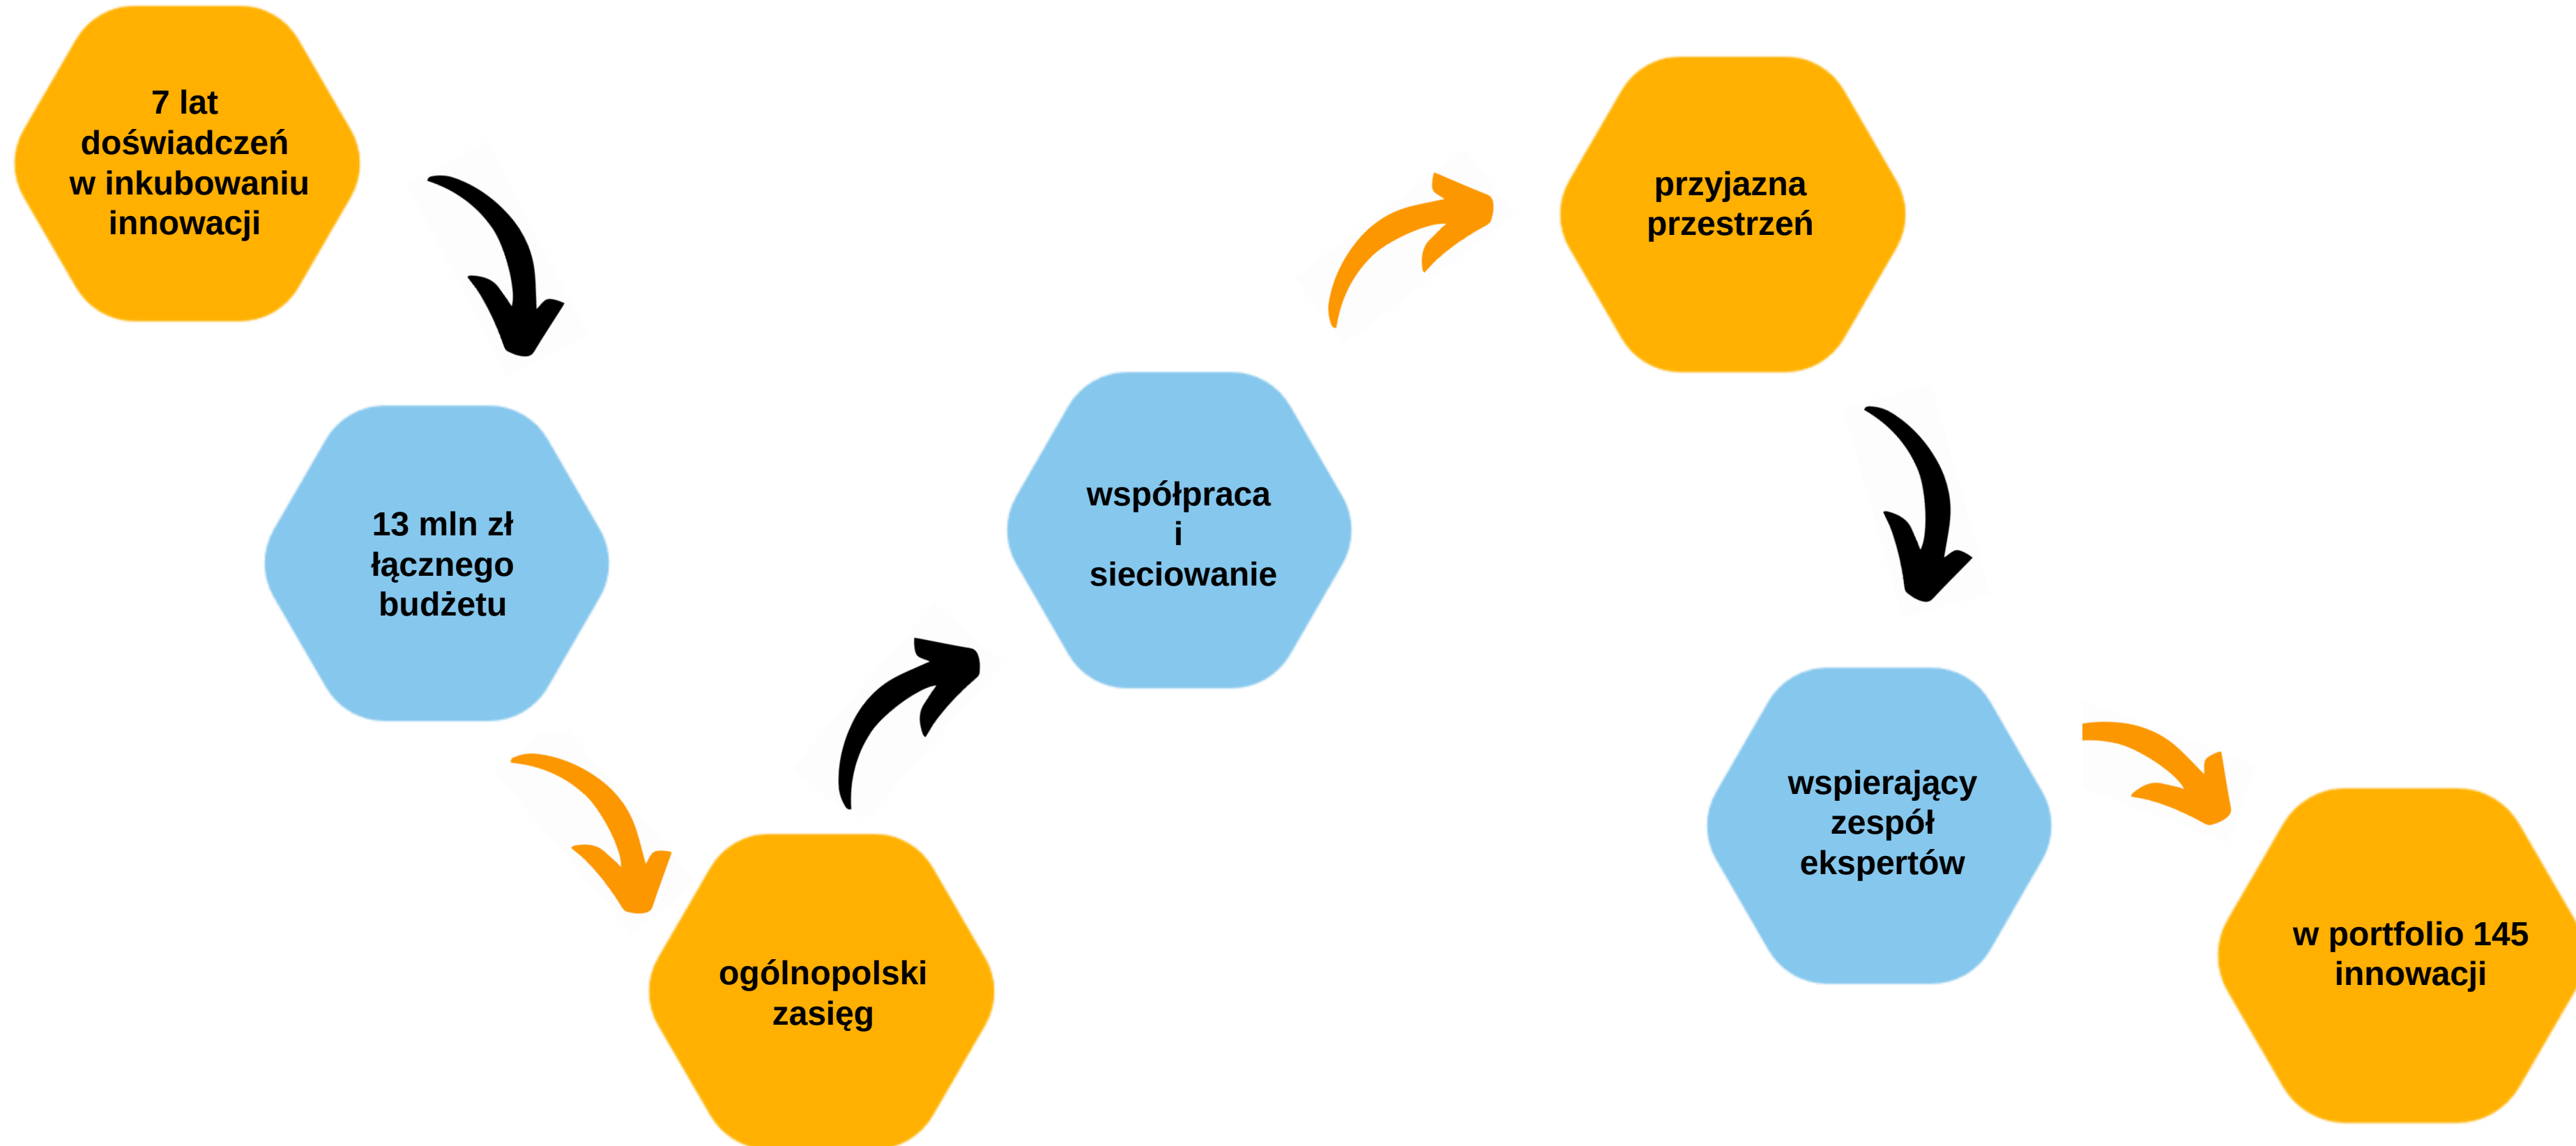 7 lat
doświadczeń
w inkubowaniu
innowacji
13 mln zł
łącznego
budżetu
ogólnopolski
zasięg
współpraca
i
sieciowanie
przyjazna
przestrzeń
wspierający
zespół
ekspertów
w portfolio 145
innowacji